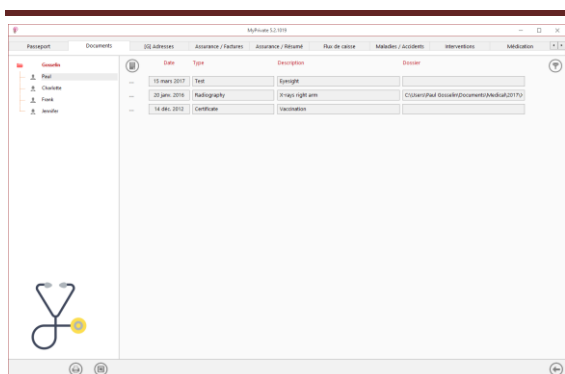 MyPrivate 5.2.1019
Passeport Documents [G] Adresses Assurance / Factures Assurance / Résumé Flux de caisse Maladies / Accidents Interventions Médication
Gosselin
Paul
Charlotte
Frank
Jennifer
Date Type Description Dossier
15 mars 2017 Test Eyesight
20 janv. 2016 Radiography X-rays right arm C:\Users\Paul Gosselin\Documents\Medical\2017\
14 déc. 2012 Certificate Vaccination